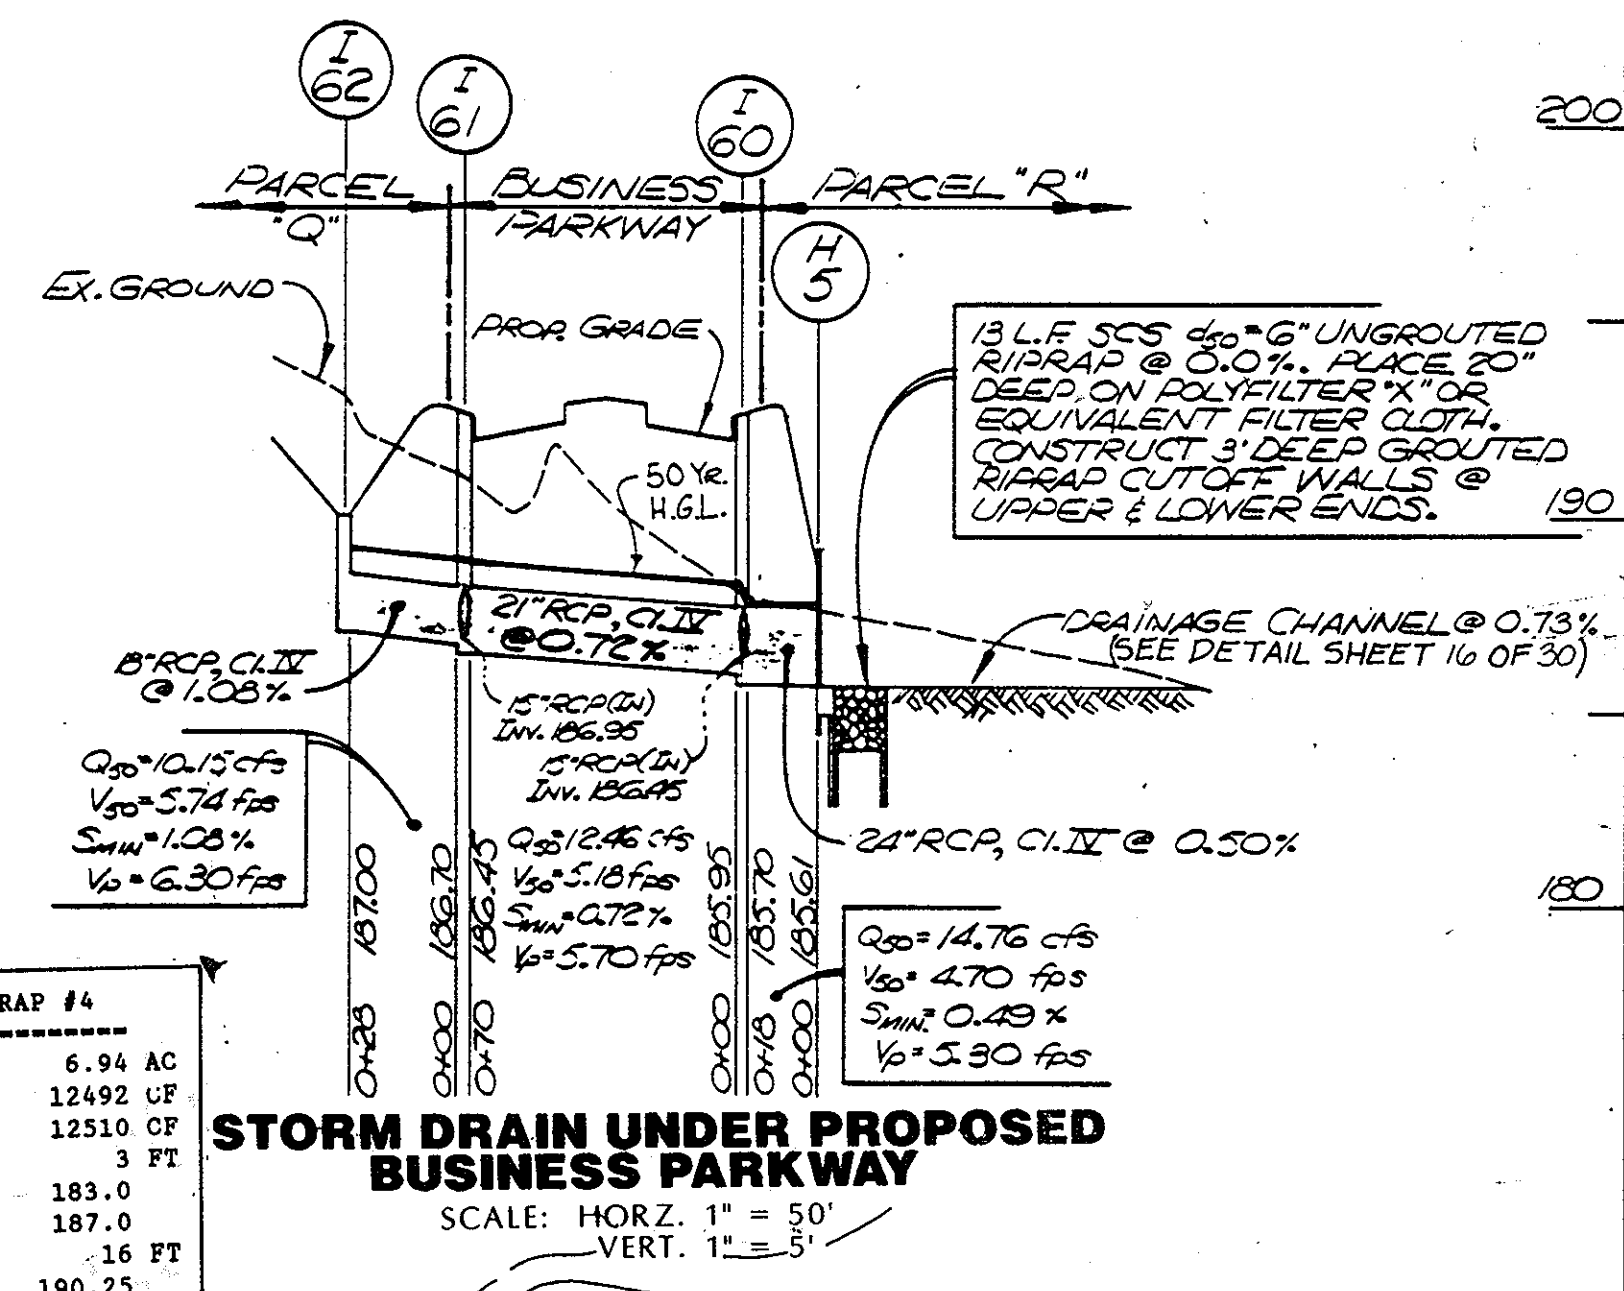 I
62
I
61
I
60
200
PARCEL
"Q"
BUSINESS
PARKWAY
PARCEL "R"
H
5
EX. GROUND
PROP. GRADE
13 L.F. SCS d50=6" UNGROUTED
RIPRAP @ 0.0%. PLACE 20"
DEEP ON POLYFILTER "X" OR
EQUIVALENT FILTER CLOTH.
CONSTRUCT 3' DEEP GROUTED
RIPRAP CUTOFF WALLS @
UPPER & LOWER ENDS.
190
50 YR.
H.G.L.
21" RCP, CL. IV
@ 0.72%
DRAINAGE CHANNEL @ 0.73%
(SEE DETAIL SHEET 16 OF 30)
18" RCP, CL. IV
@ 1.08%
15" RCP (IN)
INV. 186.95
15" RCP (IN)
INV. 186.45
Q50=10.15 cfs
V50=5.74 fps
SMIN=1.08%
Vp=6.30 fps
Q50=12.46 cfs
V50=5.18 fps
SMIN=0.72%
Vp=5.70 fps
24" RCP, CL. IV @ 0.50%
180
Q50=14.76 cfs
V50=4.70 fps
SMIN.=0.49%
Vp=5.30 fps
187.00
186.70
186.45
185.95
185.70
185.61
0+28
0+00
0+70
0+00
0+18
0+00
RAP #4
6.94 AC
12492 CF
12510 CF
3 FT
183.0
187.0
16 FT
190.25
STORM DRAIN UNDER PROPOSED
BUSINESS PARKWAY
SCALE: HORZ. 1" = 50'
VERT. 1" = 5'